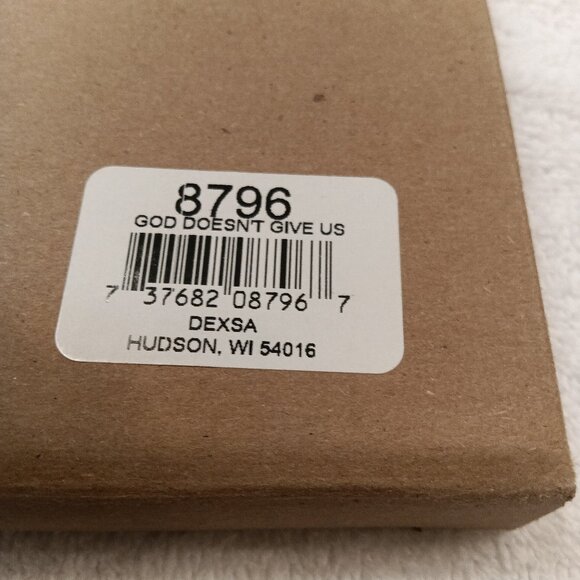 8796
GOD DOESN'T GIVE US
7 37682 08796 7
DEXSA
HUDSON, WI 54016